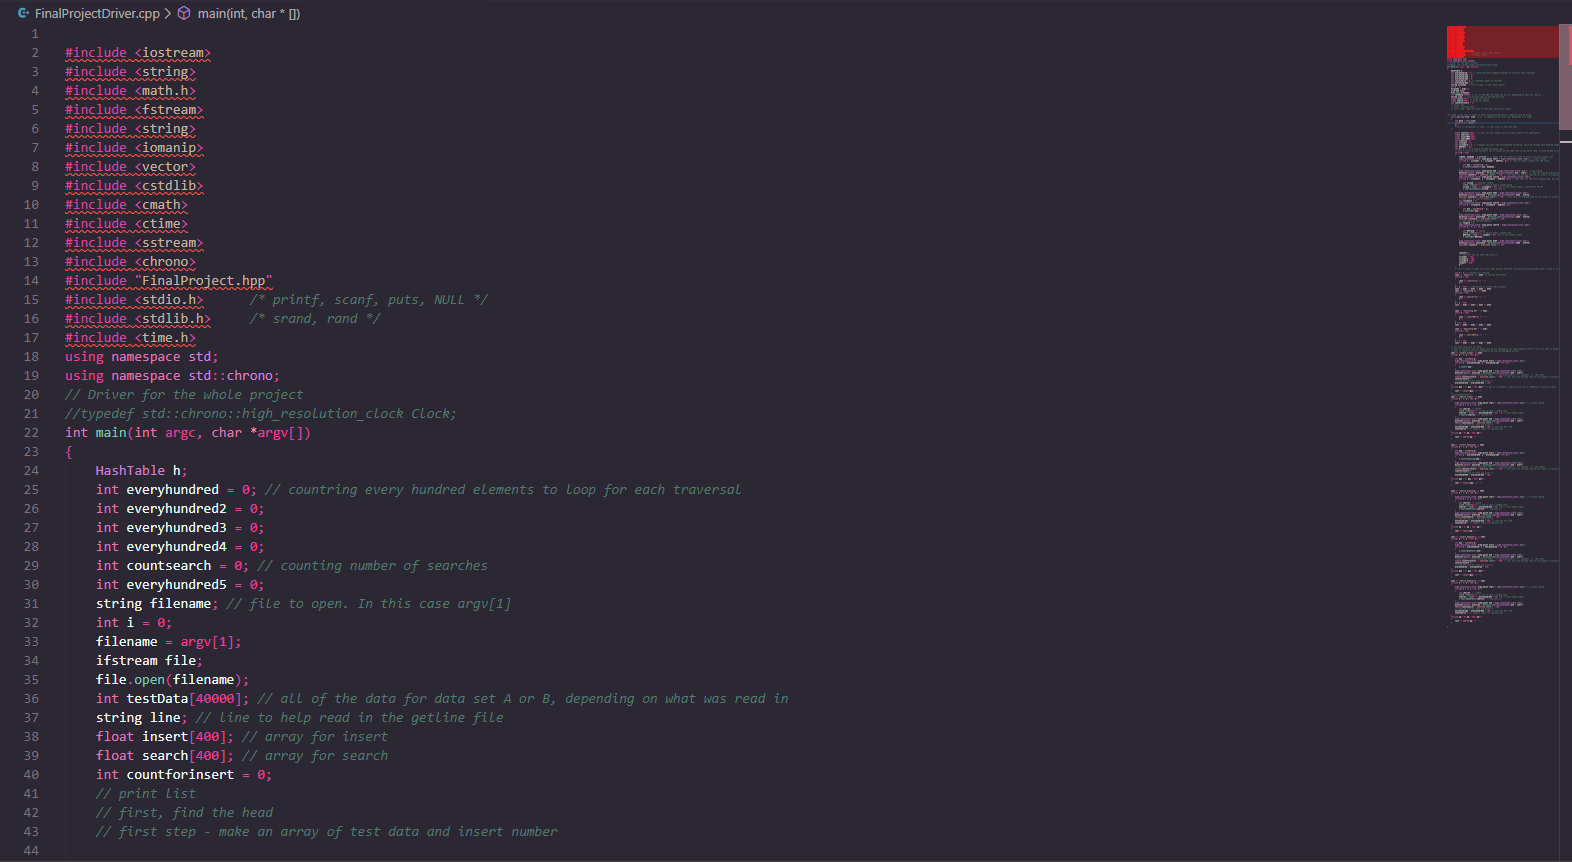 FinalProjectDriver.cpp > main(int, char * [])
1
2 #include <iostream>
3 #include <string>
4 #include <math.h>
5 #include <fstream>
6 #include <string>
7 #include <iomanip>
8 #include <vector>
9 #include <cstdlib>
10 #include <cmath>
11 #include <ctime>
12 #include <sstream>
13 #include <chrono>
14 #include "FinalProject.hpp"
15 #include <stdio.h>      /* printf, scanf, puts, NULL */
16 #include <stdlib.h>     /* srand, rand */
17 #include <time.h>
18 using namespace std;
19 using namespace std::chrono;
20 // Driver for the whole project
21 //typedef std::chrono::high_resolution_clock Clock;
22 int main(int argc, char *argv[])
23 {
24     HashTable h;
25     int everyhundred = 0; // countring every hundred elements to loop for each traversal
26     int everyhundred2 = 0;
27     int everyhundred3 = 0;
28     int everyhundred4 = 0;
29     int countsearch = 0; // counting number of searches
30     int everyhundred5 = 0;
31     string filename; // file to open. In this case argv[1]
32     int i = 0;
33     filename = argv[1];
34     ifstream file;
35     file.open(filename);
36     int testData[40000]; // all of the data for data set A or B, depending on what was read in
37     string line; // line to help read in the getline file
38     float insert[400]; // array for insert
39     float search[400]; // array for search
40     int countforinsert = 0;
41     // print list
42     // first, find the head
43     // first step - make an array of test data and insert number
44